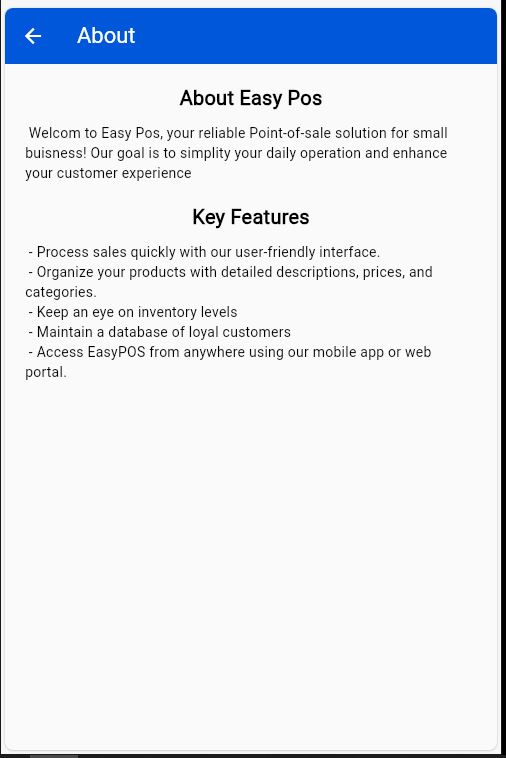 About
About Easy Pos
Welcom to Easy Pos, your reliable Point-of-sale solution for small
buisness! Our goal is to simplity your daily operation and enhance
your customer experience
Key Features
- Process sales quickly with our user-friendly interface.
- Organize your products with detailed descriptions, prices, and
categories.
- Keep an eye on inventory levels
- Maintain a database of loyal customers
- Access EasyPOS from anywhere using our mobile app or web
portal.